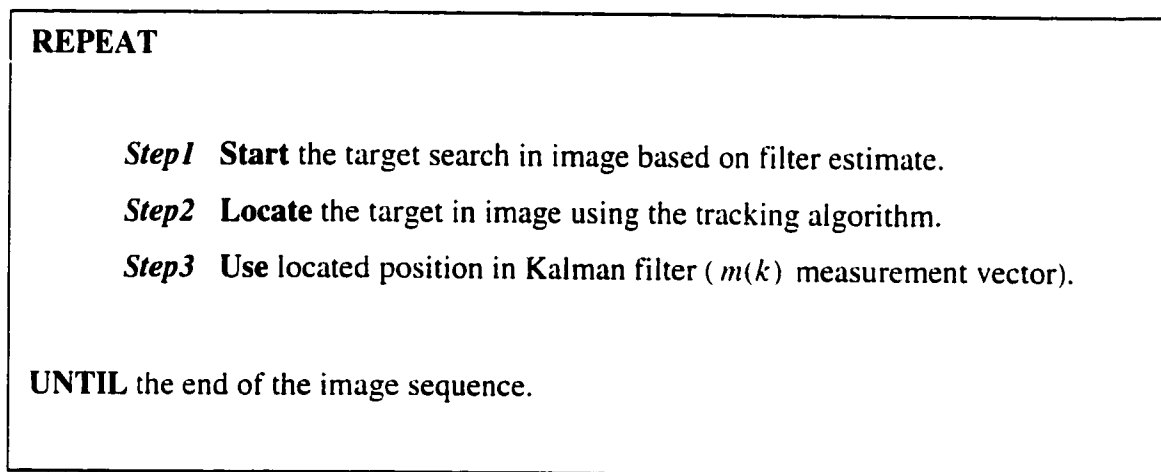 REPEAT
Step1 Start the target search in image based on filter estimate.
Step2 Locate the target in image using the tracking algorithm.
Step3 Use located position in Kalman filter ( m(k) measurement vector).
UNTIL the end of the image sequence.